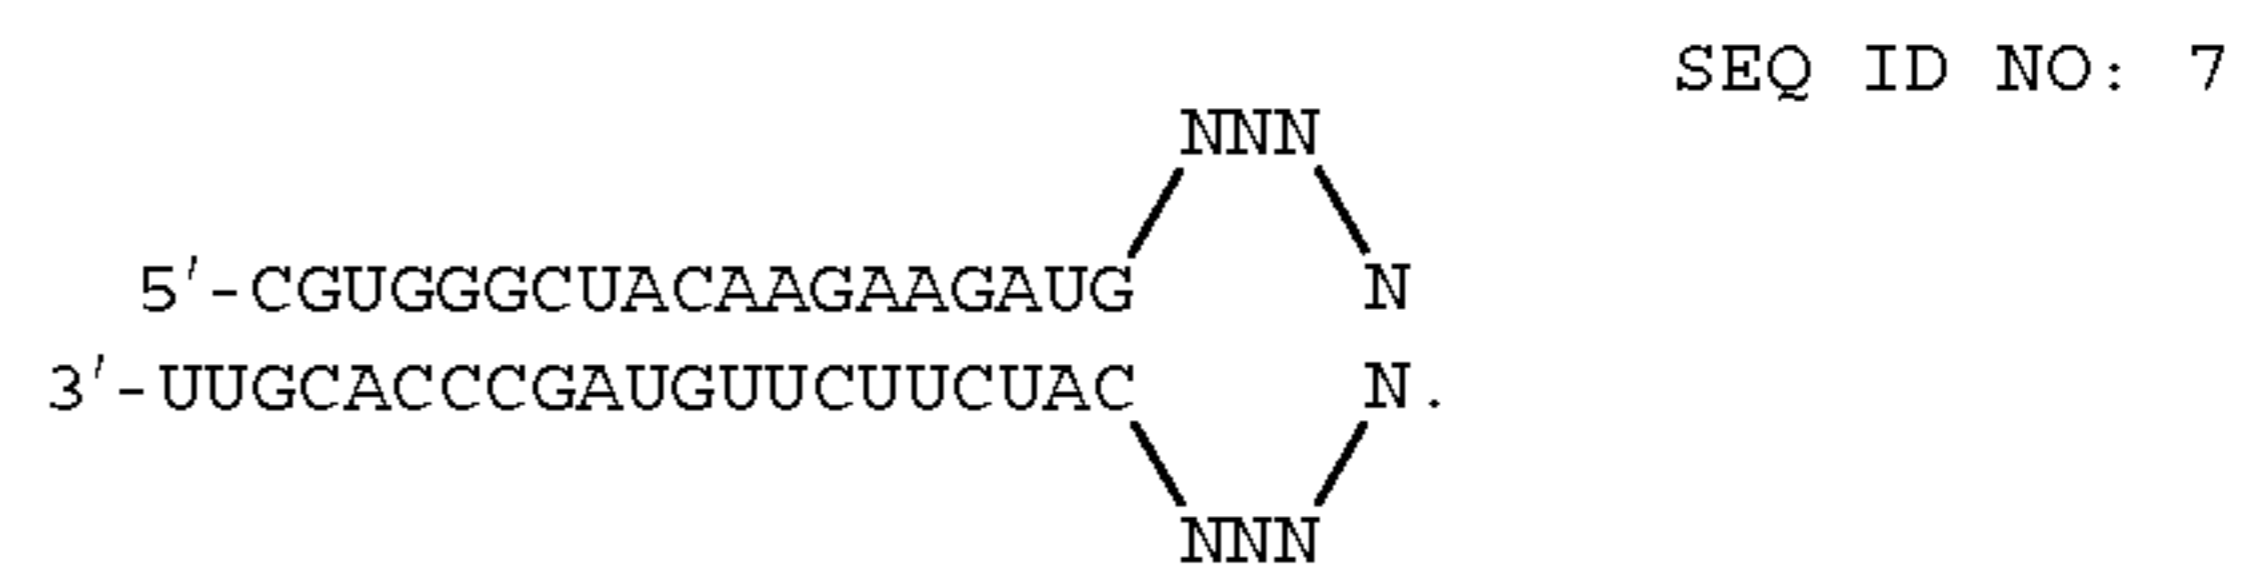 SEQ ID NO: 7
NNN
5'-CGUGGGCUACAAGAAGAUG N
3'-UUGCACCCGAUGUUCUUCUAC N.
NNN